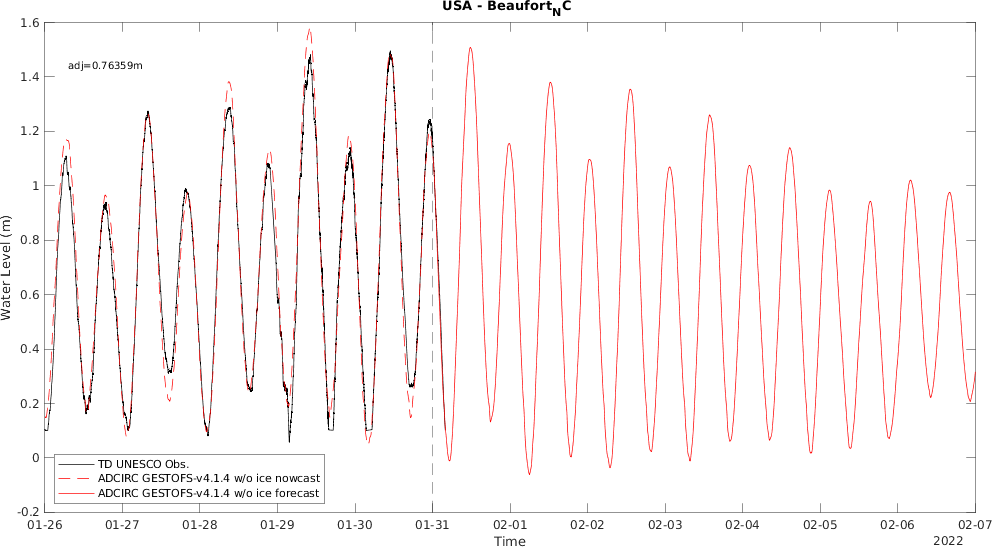 USA - Beaufort_NC
adj=0.76359m
Water Level (m)
1.6
1.4
1.2
1
0.8
0.6
0.4
0.2
0
-0.2
TD UNESCO Obs.
ADCIRC GESTOFS-v4.1.4 w/o ice nowcast
ADCIRC GESTOFS-v4.1.4 w/o ice forecast
01-26 01-27 01-28 01-29 01-30 01-31 02-01 02-02 02-03 02-04 02-05 02-06 02-07
Time
2022